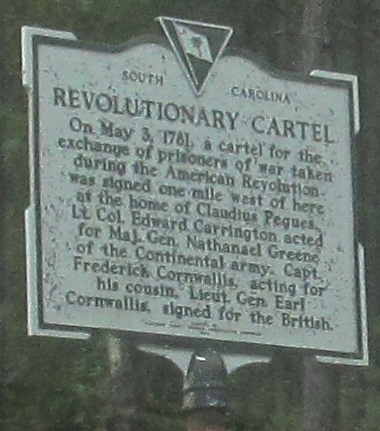 SOUTH CAROLINA
REVOLUTIONARY CARTEL
On May 3, 1781, a cartel for the
exchange of prisoners of war taken
during the American Revolution
was signed one mile west of here
at the home of Claudius Pegues.
Lt. Col. Edward Carrington acted
for Maj. Gen. Nathanael Greene
of the Continental army. Capt.
Frederick Cornwallis, acting for
his cousin, Lieut. Gen. Earl
Cornwallis, signed for the British.